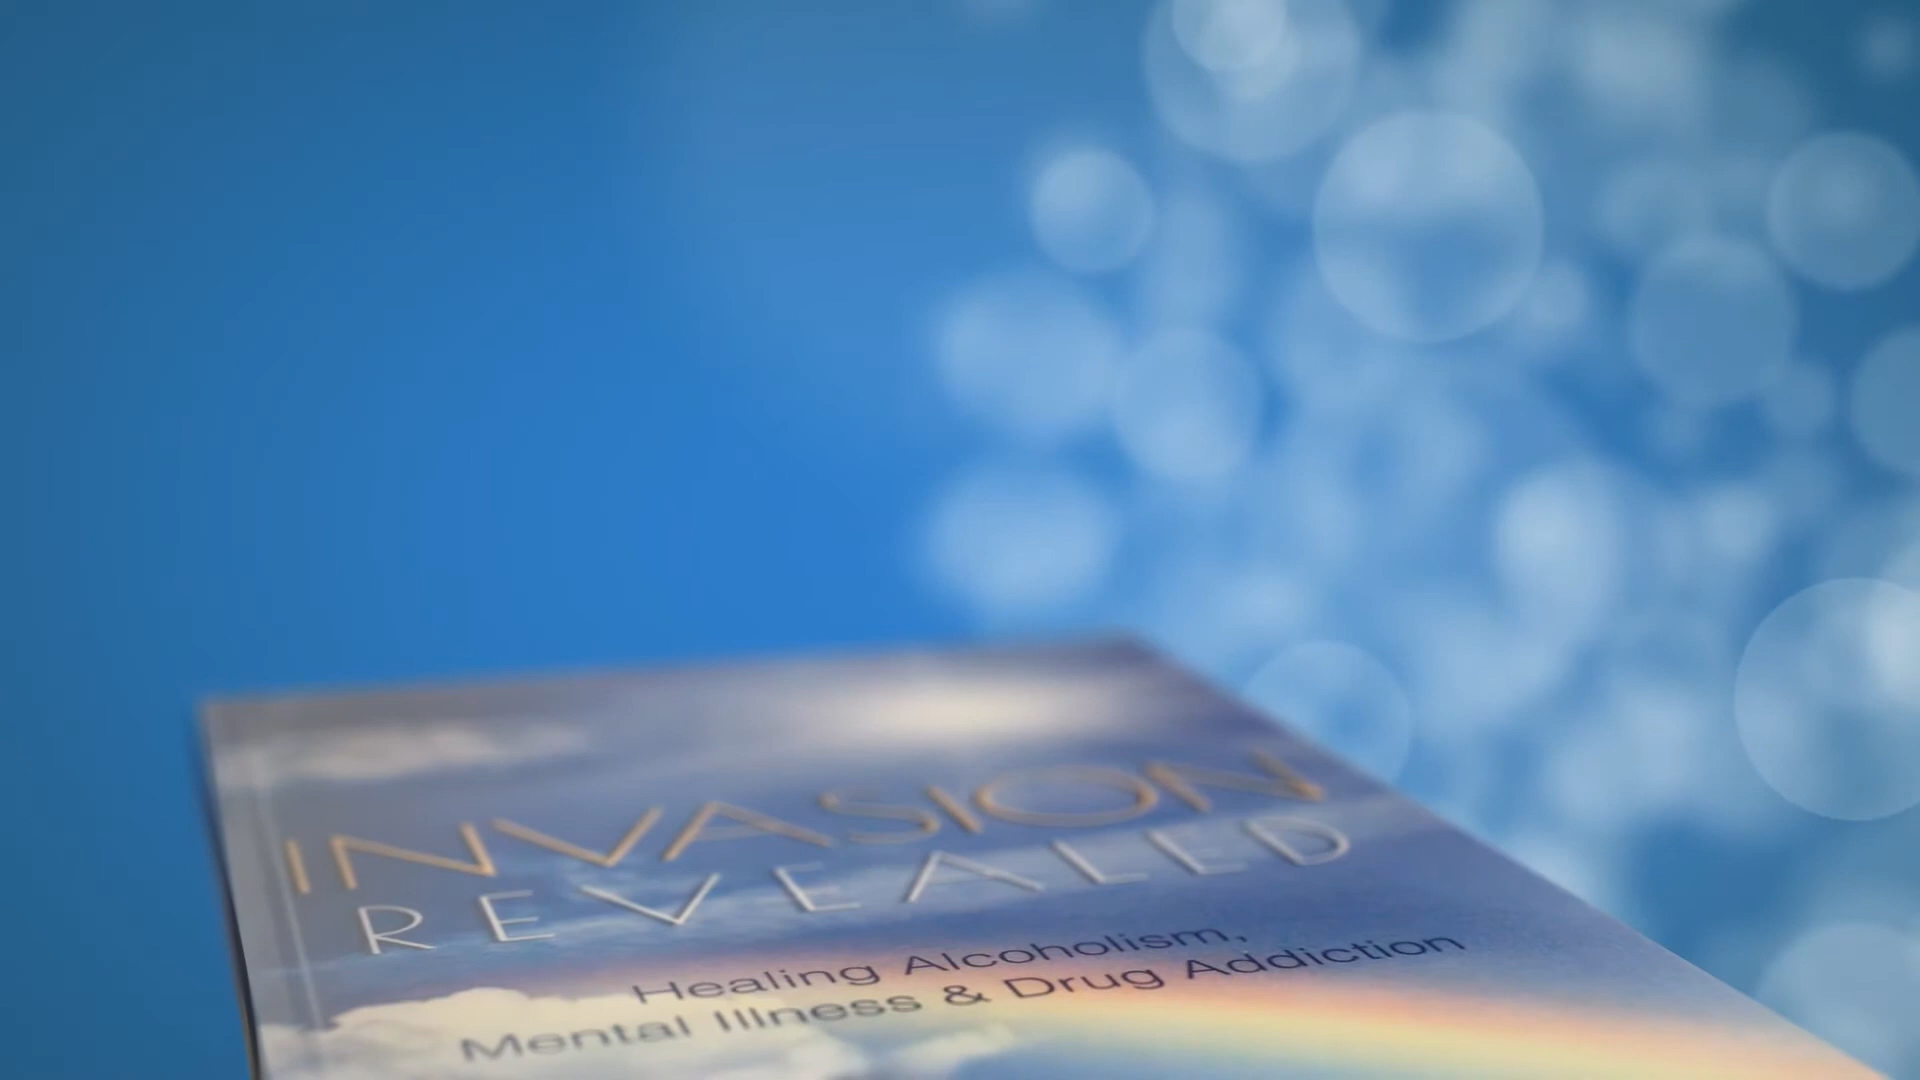 INVASION
REVEALED
Healing Alcoholism,
Mental Illness & Drug Addiction